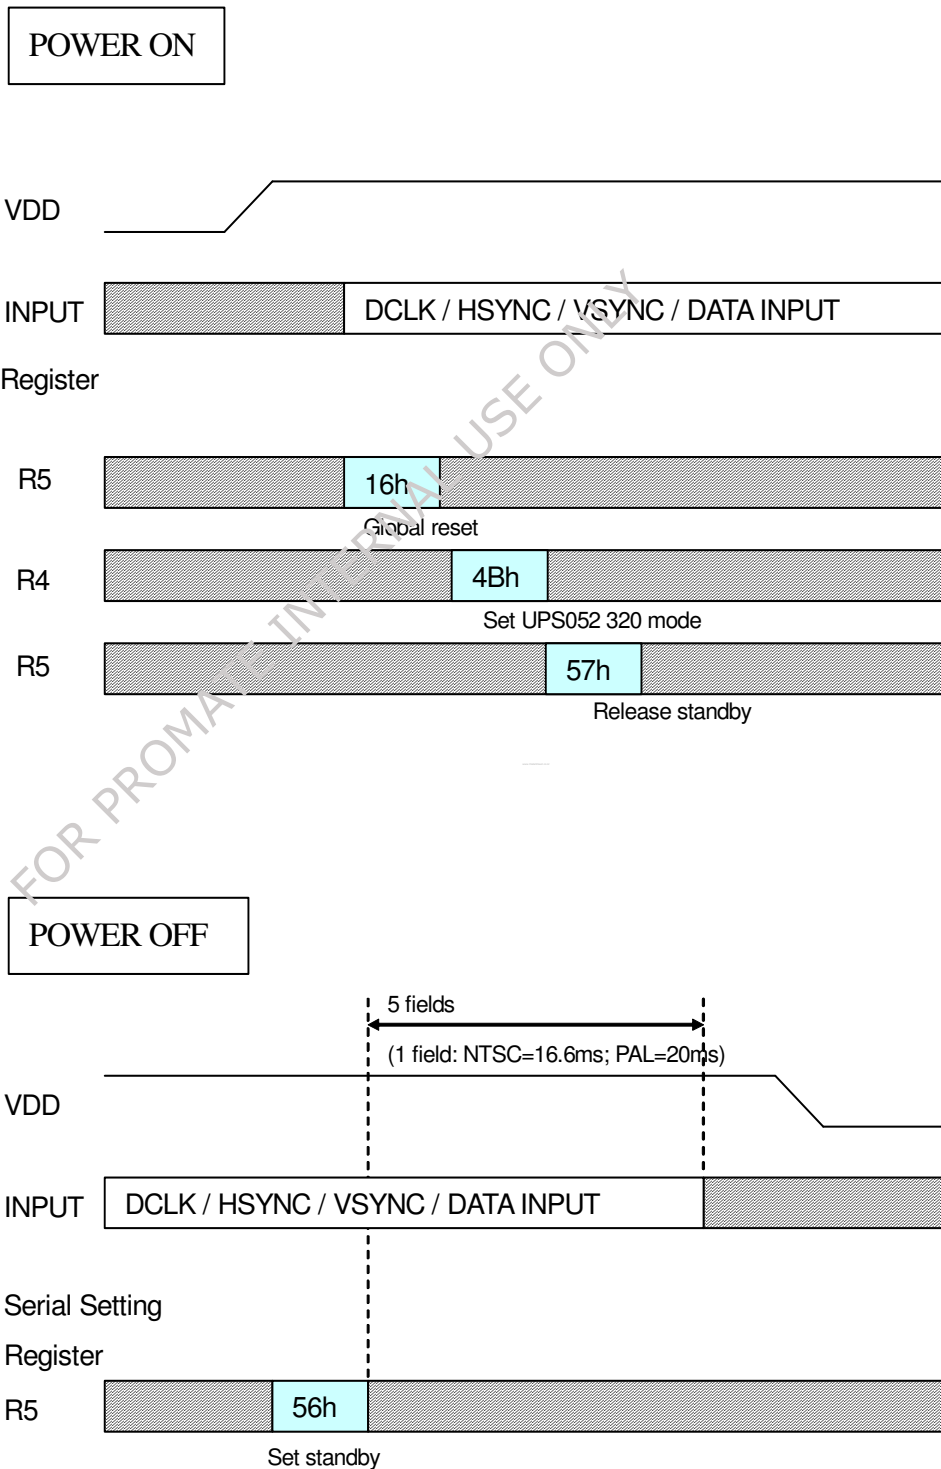 POWER ON
VDD
INPUT
DCLK / HSYNC / VSYNC / DATA INPUT
Register
R5
16h
Global reset
R4
4Bh
Set UPS052 320 mode
R5
57h
Release standby
FOR PROMATE INTERNAL USE ONLY
POWER OFF
5 fields
(1 field: NTSC=16.6ms; PAL=20ms)
VDD
INPUT
DCLK / HSYNC / VSYNC / DATA INPUT
Serial Setting
Register
R5
56h
Set standby